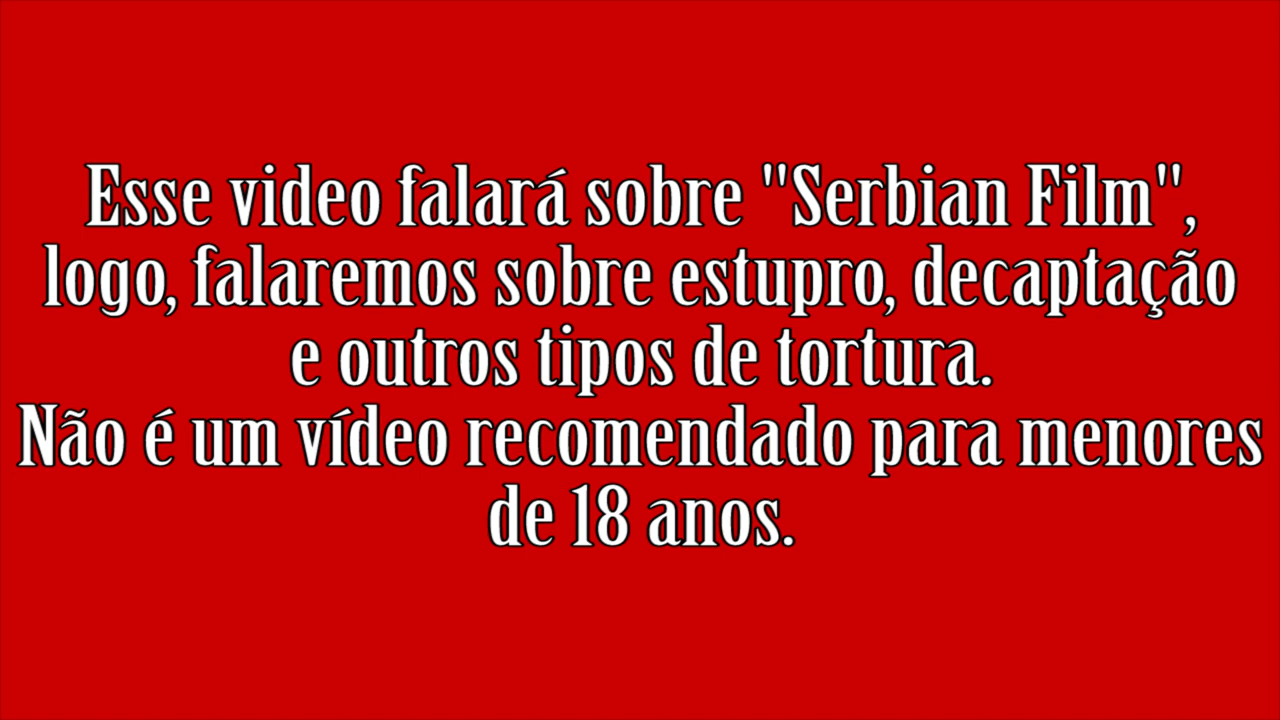 Esse video falará sobre "Serbian Film",
logo, falaremos sobre estupro, decaptação
e outros tipos de tortura.
Não é um vídeo recomendado para menores
de 18 anos.